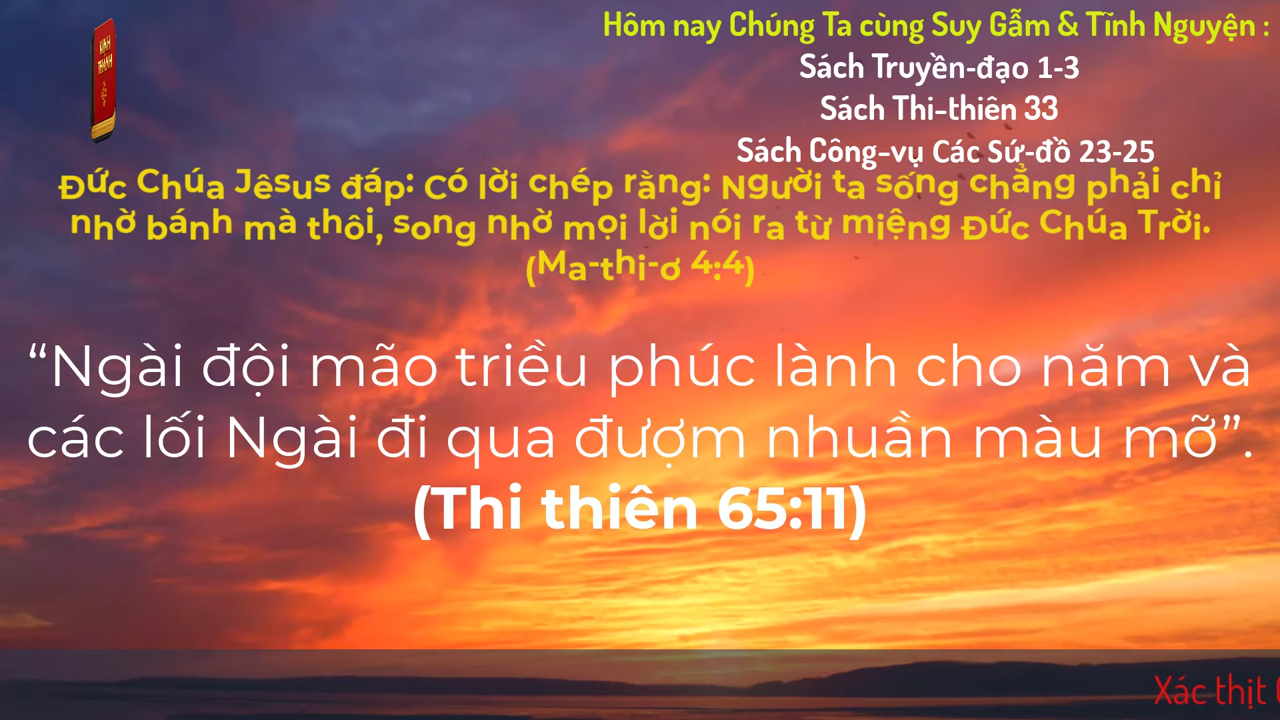 KINH
THÁNH
Hôm nay Chúng Ta cùng Suy Gẫm & Tĩnh Nguyện :
Sách Truyền-đạo 1-3
Sách Thi-thiên 33
Sách Công-vụ Các Sứ-đồ 23-25
Đức Chúa Jêsus đáp: Có lời chép rằng: Người ta sống chẳng phải chỉ
nhờ bánh mà thôi, song nhờ mọi lời nói ra từ miệng Đức Chúa Trời.
(Ma-thi-ơ 4:4)
“Ngài đội mão triều phúc lành cho năm và
các lối Ngài đi qua đượm nhuần màu mỡ”.
(Thi thiên 65:11)
Xác thịt